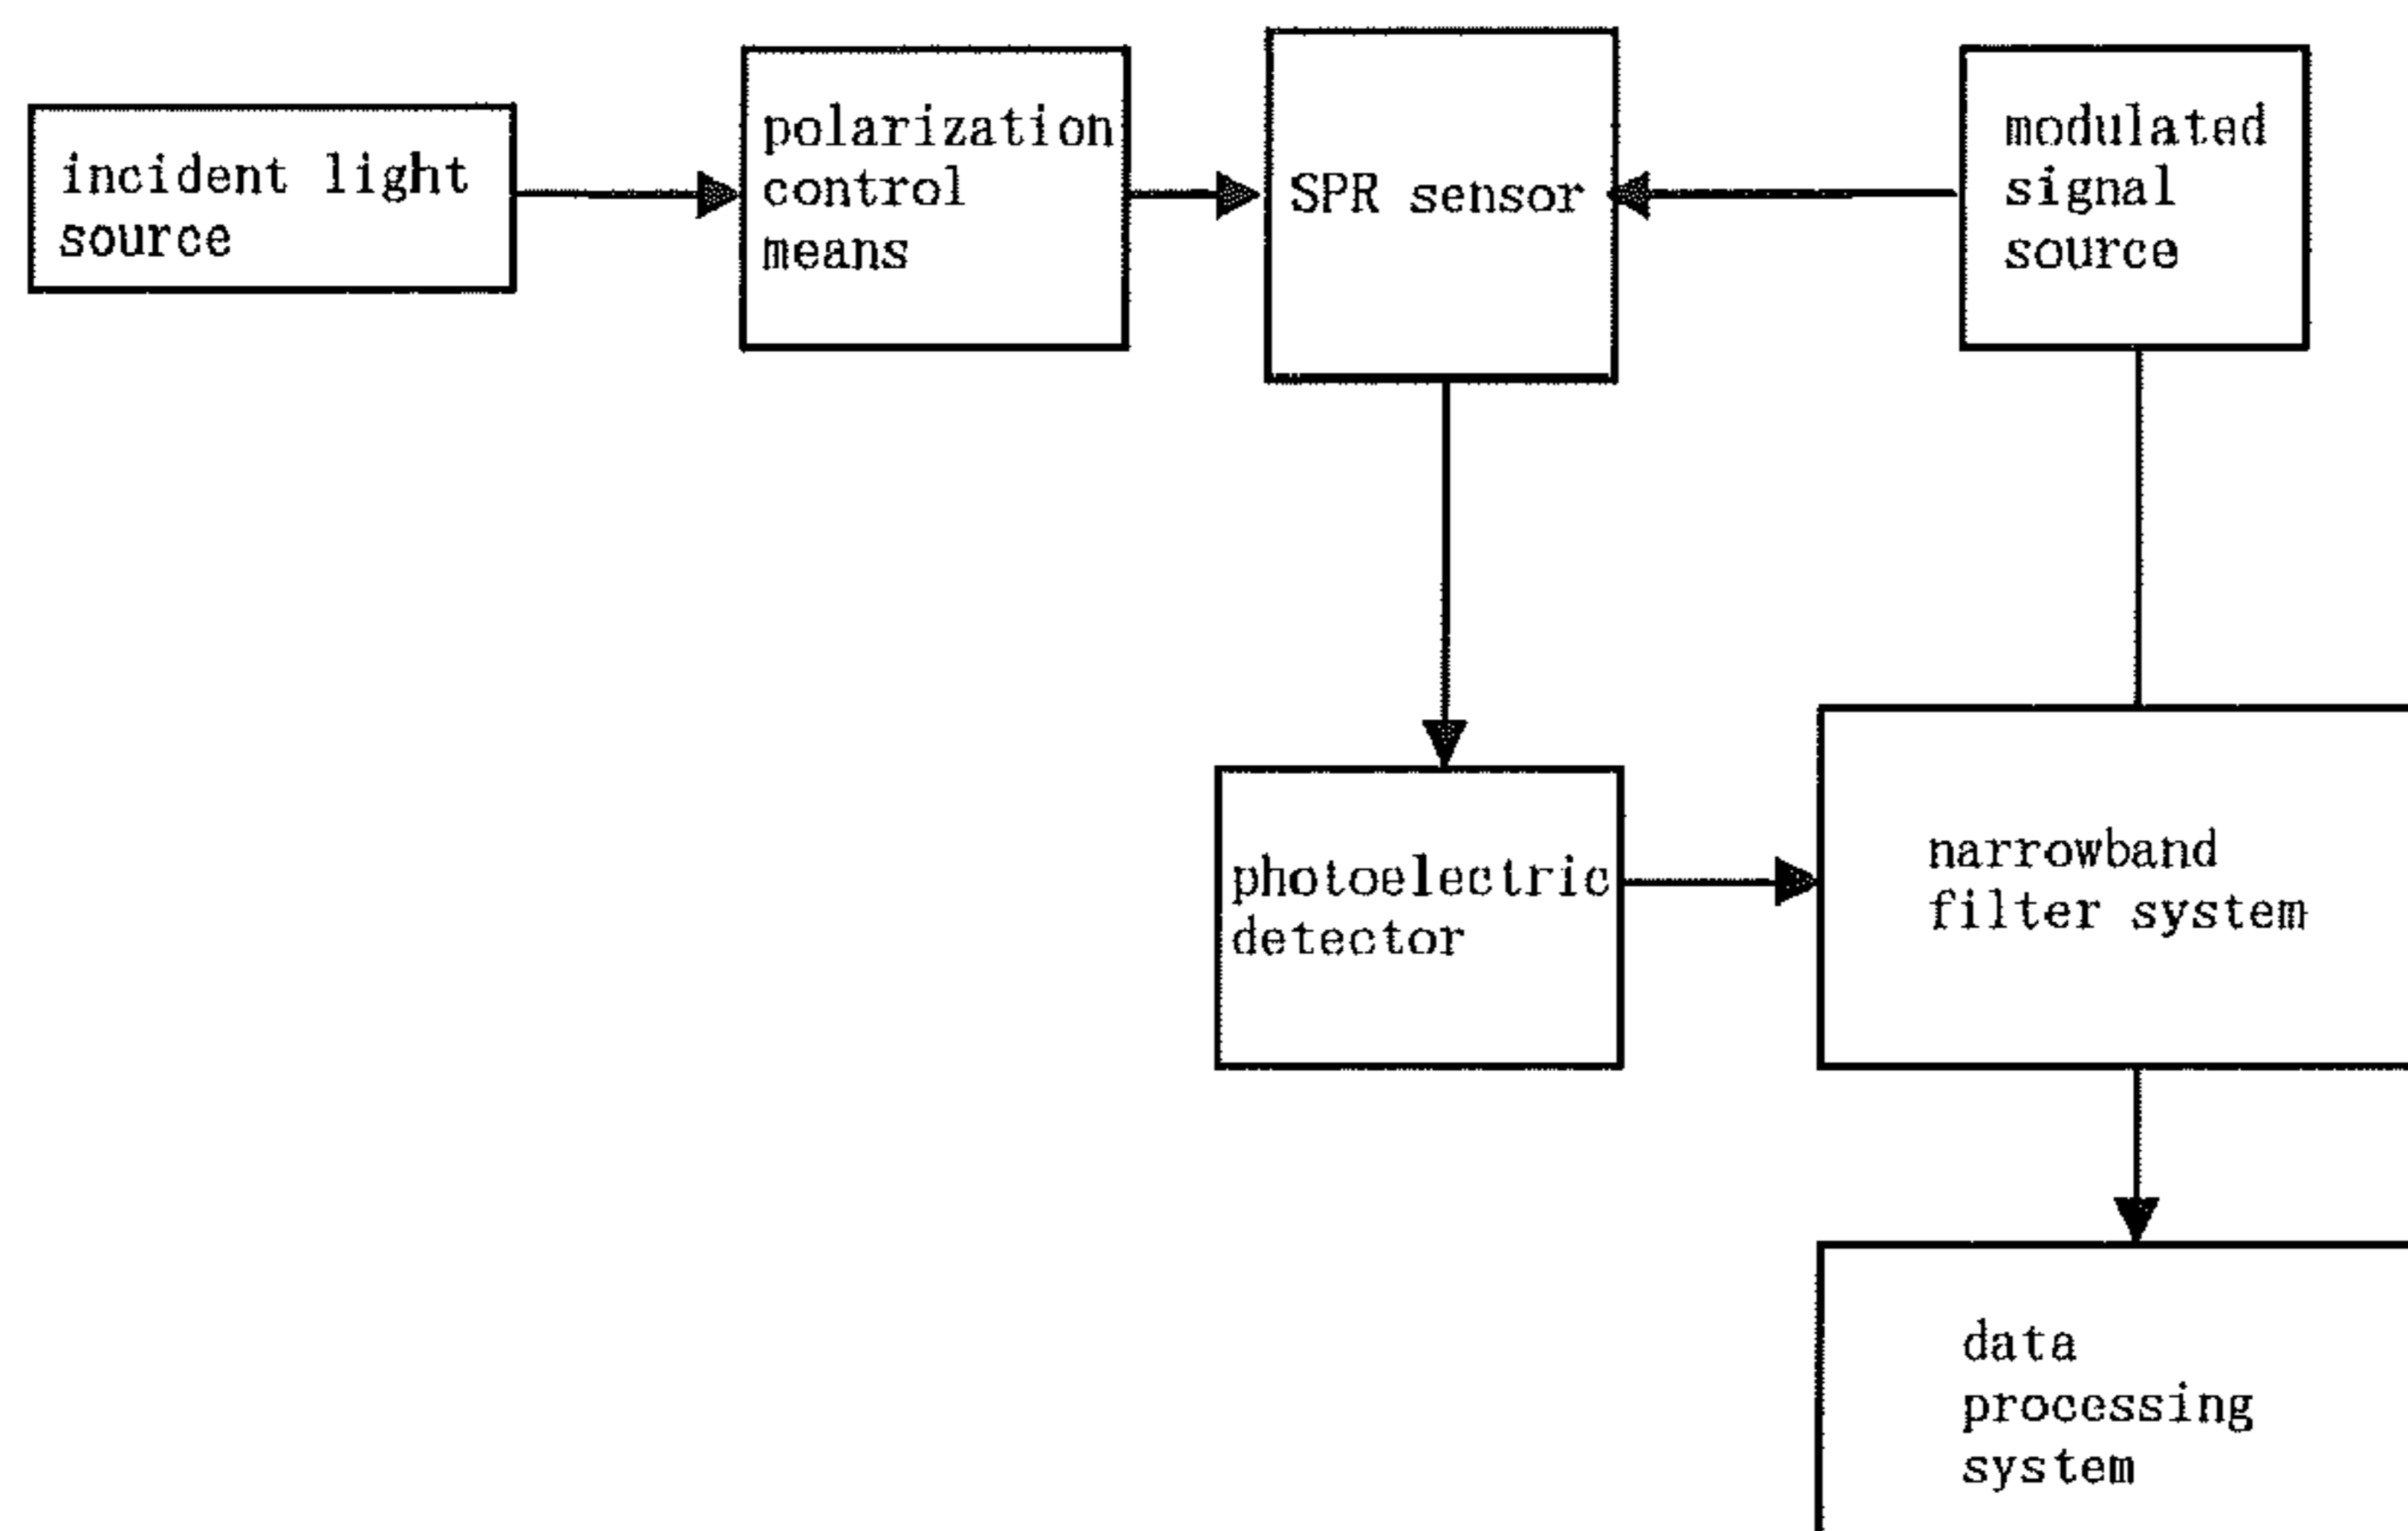 incident light
source
polarization
control
means
SPR sensor
modulated
signal
source
photoelectric
detector
narrowband
filter system
data
processing
system